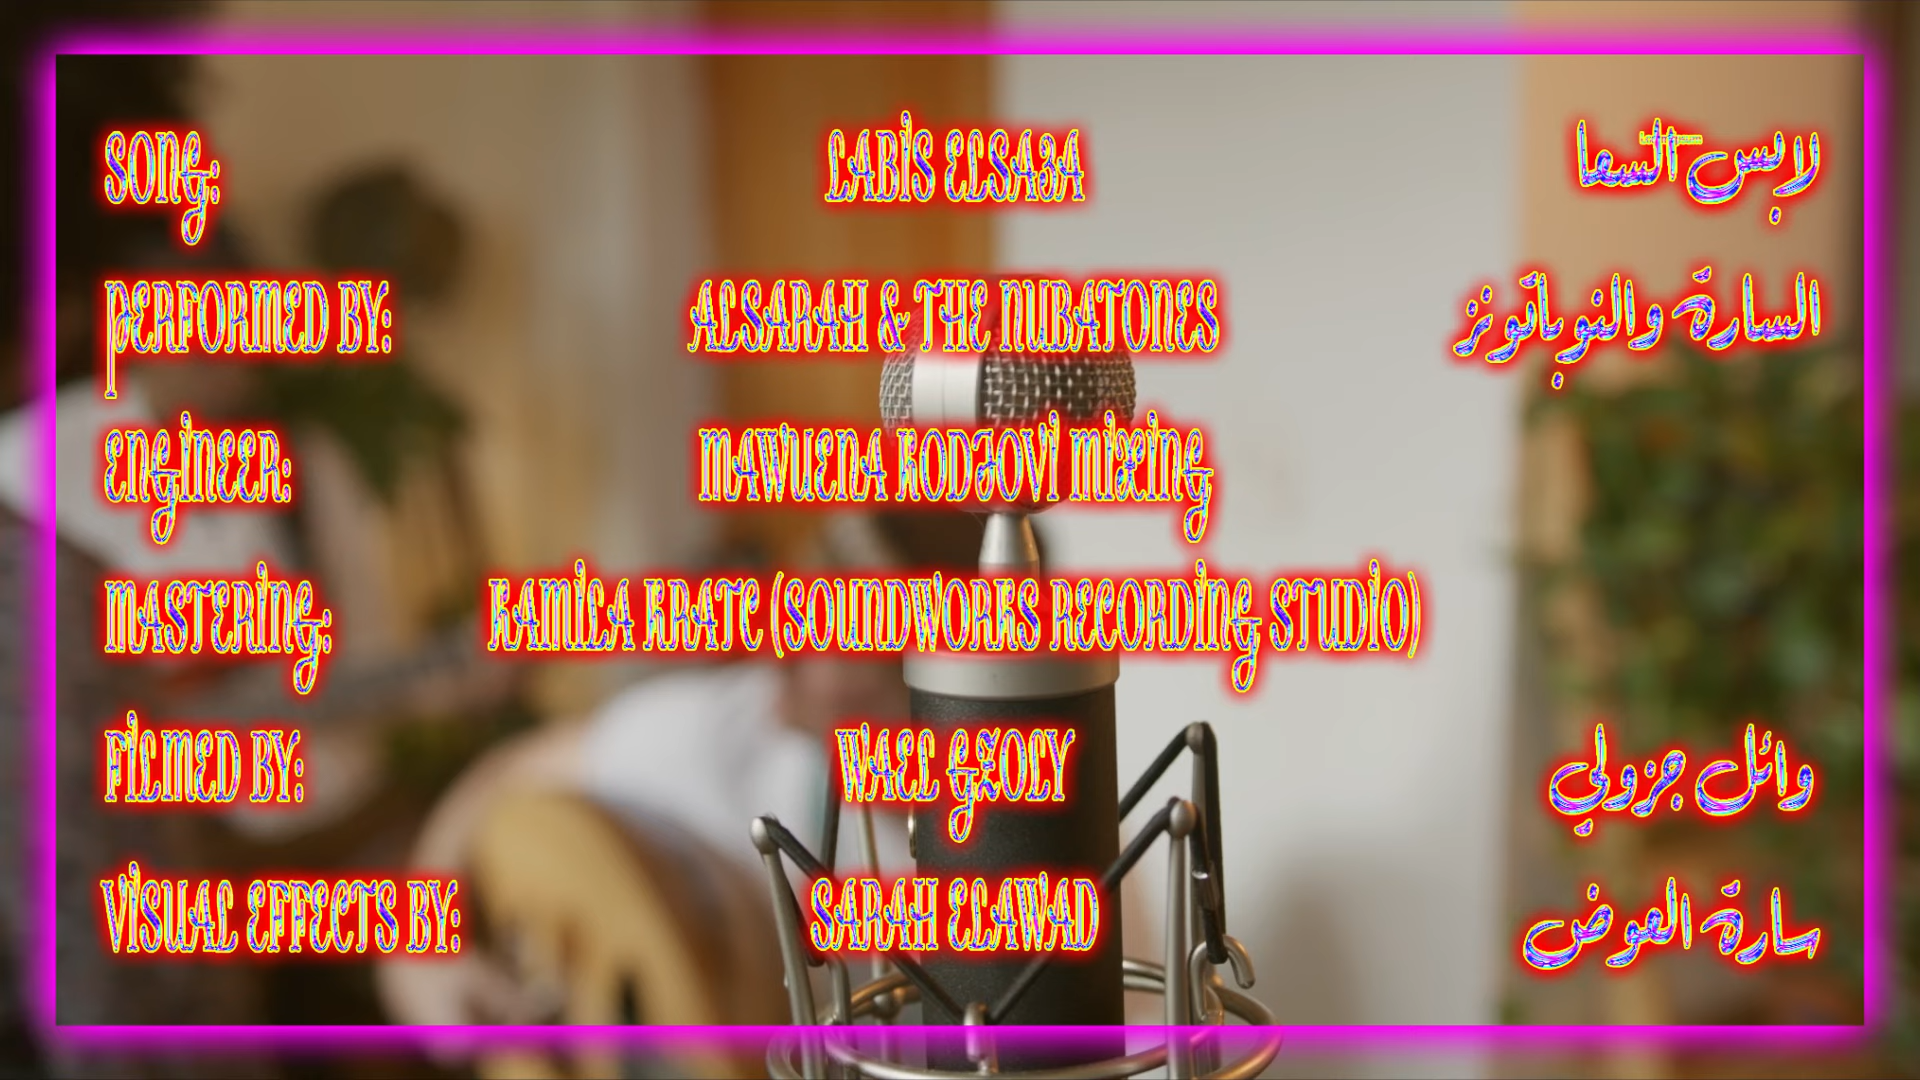 SONG: LABIS ELSA3A لابس السما
PERFORMED BY: ALSARAH & THE NUBATONES السارة والنوباتونز
ENGINEER: MAWUENA KODJOVI MIXING
MASTERING: KAMILA KRATC (SOUNDWORKS RECORDING STUDIO)
FILMED BY: WAEL GZOLY وائل جزولي
VISUAL EFFECTS BY: SARAH ELAWAD سارة العوض